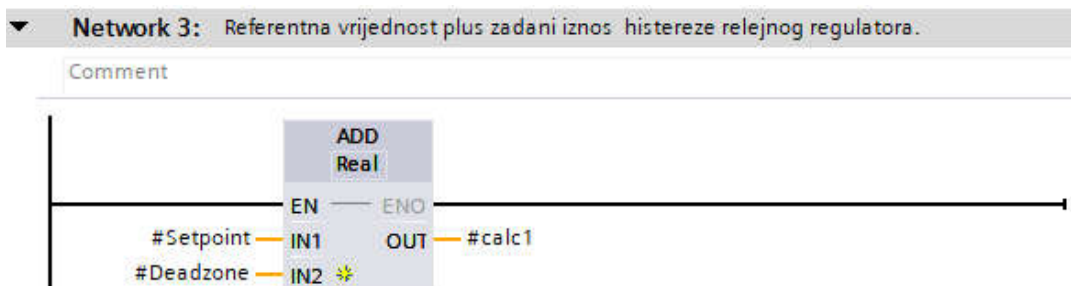 Network 3: Referentna vrijednost plus zadani iznos histereze relejnog regulatora.
Comment
ADD
Real
EN ENO
#Setpoint IN1 OUT #calc1
#Deadzone IN2